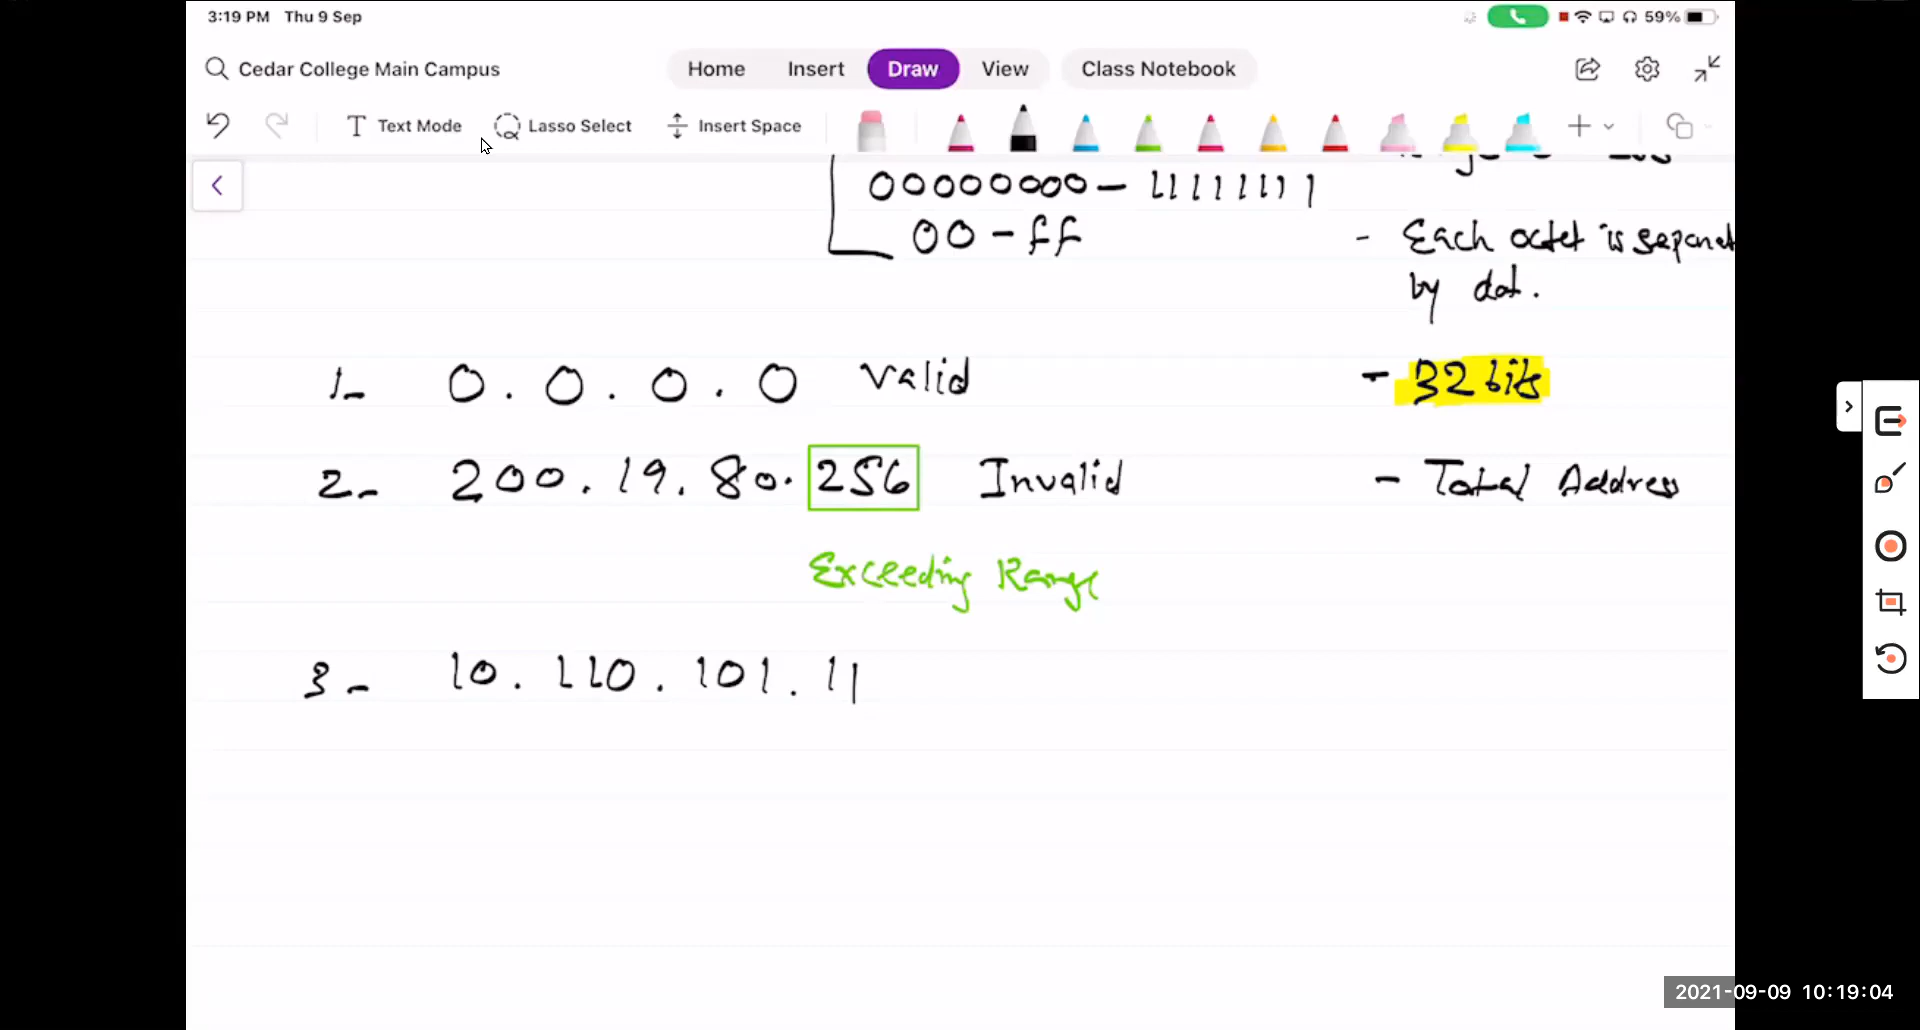 3:19 PM Thu 9 Sep
59%
Cedar College Main Campus
Home Insert Draw View Class Notebook
Text Mode Lasso Select Insert Space
00000000 - 11111111
00 - ff
- Each octet is separat
by dot.
1- 0.0.0.0 Valid
- 32 bits
2- 200.19.80.256 Invalid
- Total Address
Exceeding Range
3- 10.110.101.11
2021-09-09 10:19:04